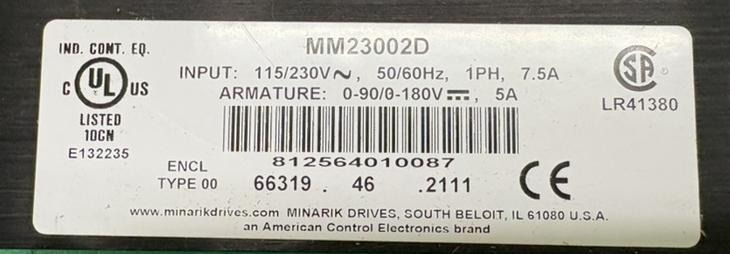 IND. CONT. EQ.
C UL US
LISTED
10CN
E132235
MM23002D
INPUT: 115/230V~, 50/60Hz, 1PH, 7.5A
ARMATURE: 0-90/0-180V⎓, 5A
812564010087
ENCL
TYPE 00
66319 . 46 .2111
SA
LR41380
CE
www.minarikdrives.com MINARIK DRIVES, SOUTH BELOIT, IL 61080 U.S.A.
an American Control Electronics brand